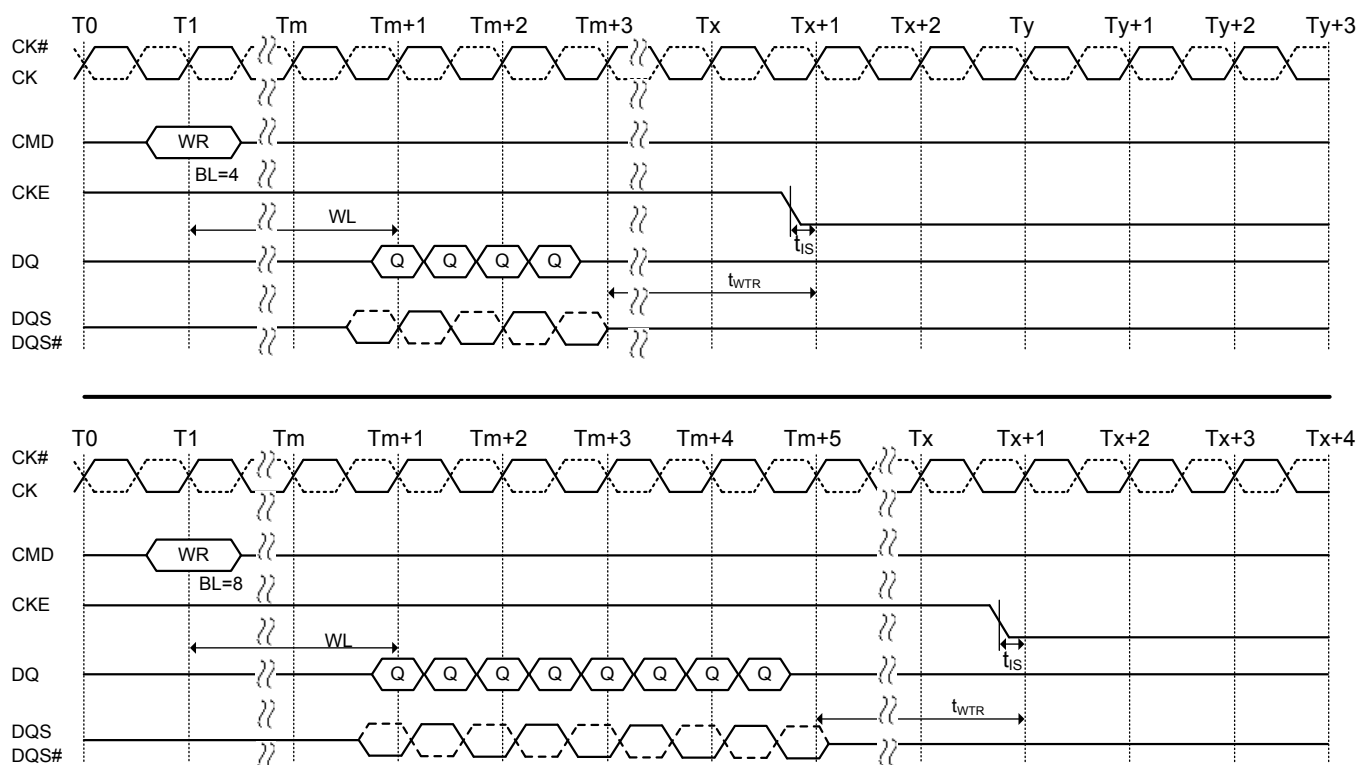 T0 T1 Tm Tm+1 Tm+2 Tm+3 Tx Tx+1 Tx+2 Ty Ty+1 Ty+2 Ty+3
CK#
CK
CMD WR
BL=4
CKE
WL
tIS
DQ Q Q Q Q
tWTR
DQS
DQS#
T0 T1 Tm Tm+1 Tm+2 Tm+3 Tm+4 Tm+5 Tx Tx+1 Tx+2 Tx+3 Tx+4
CK#
CK
CMD WR
BL=8
CKE
WL
tIS
DQ Q Q Q Q Q Q Q Q
tWTR
DQS
DQS#